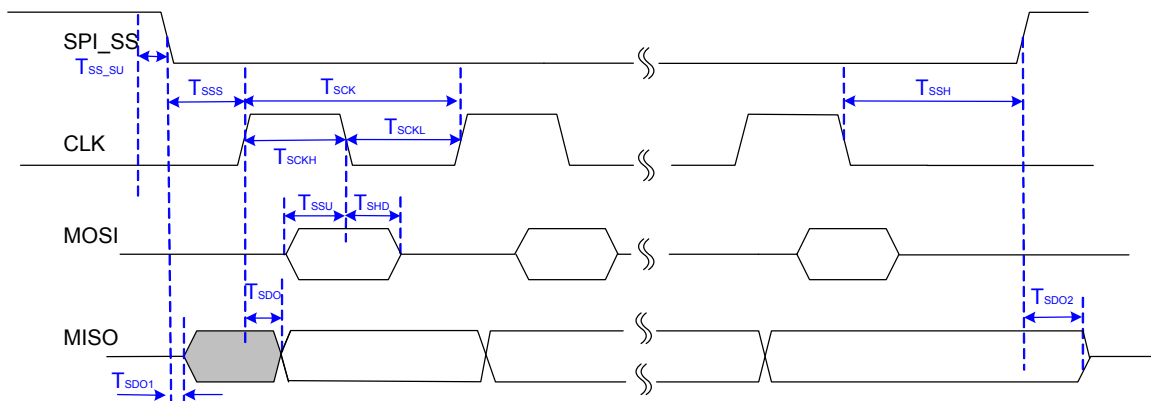 SPI_SS
TSS_SU
TSSS
TSCK
TSSH
CLK
TSCKH
TSCKL
TSSU
TSHD
MOSI
TSDO
TSDO2
MISO
TSDO1